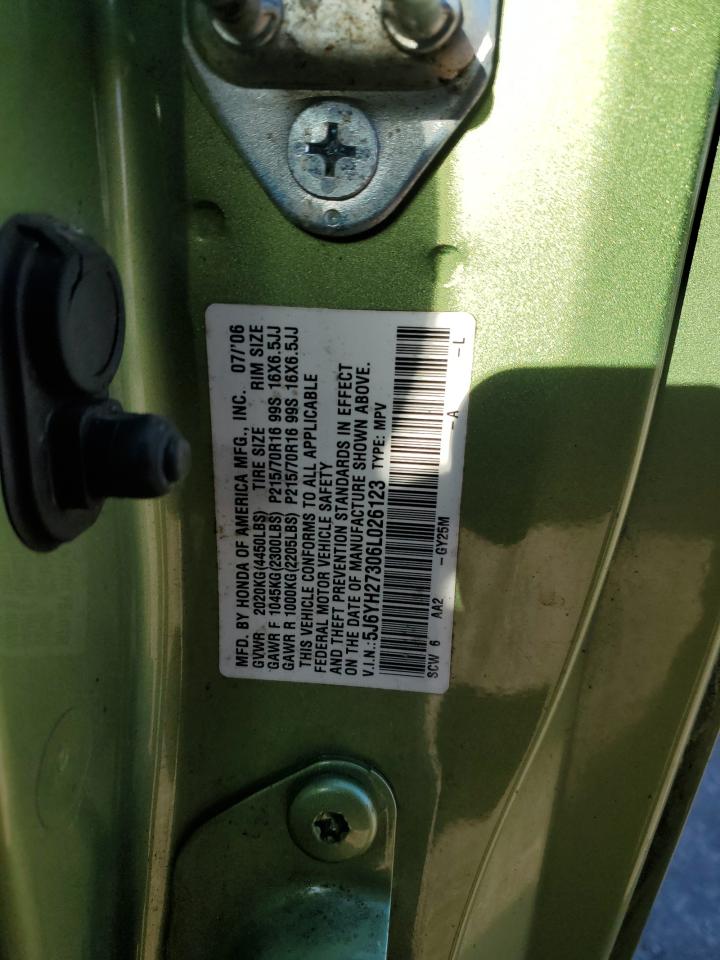 MFD. BY HONDA OF AMERICA MFG., INC. 07/'06
GVWR 2020KG(4450LBS) TIRE SIZE RIM SIZE
GAWR F 1045KG(2300LBS) P215/70R16 99S 16X6.5JJ
GAWR R 1000KG(2205LBS) P215/70R16 99S 16X6.5JJ
THIS VEHICLE CONFORMS TO ALL APPLICABLE
FEDERAL MOTOR VEHICLE SAFETY
AND THEFT PREVENTION STANDARDS IN EFFECT
ON THE DATE OF MANUFACTURE SHOWN ABOVE.
V.I.N.:5J6YH27306L026123 TYPE: MPV
SCW 6 AA2 -GY25M -A -L